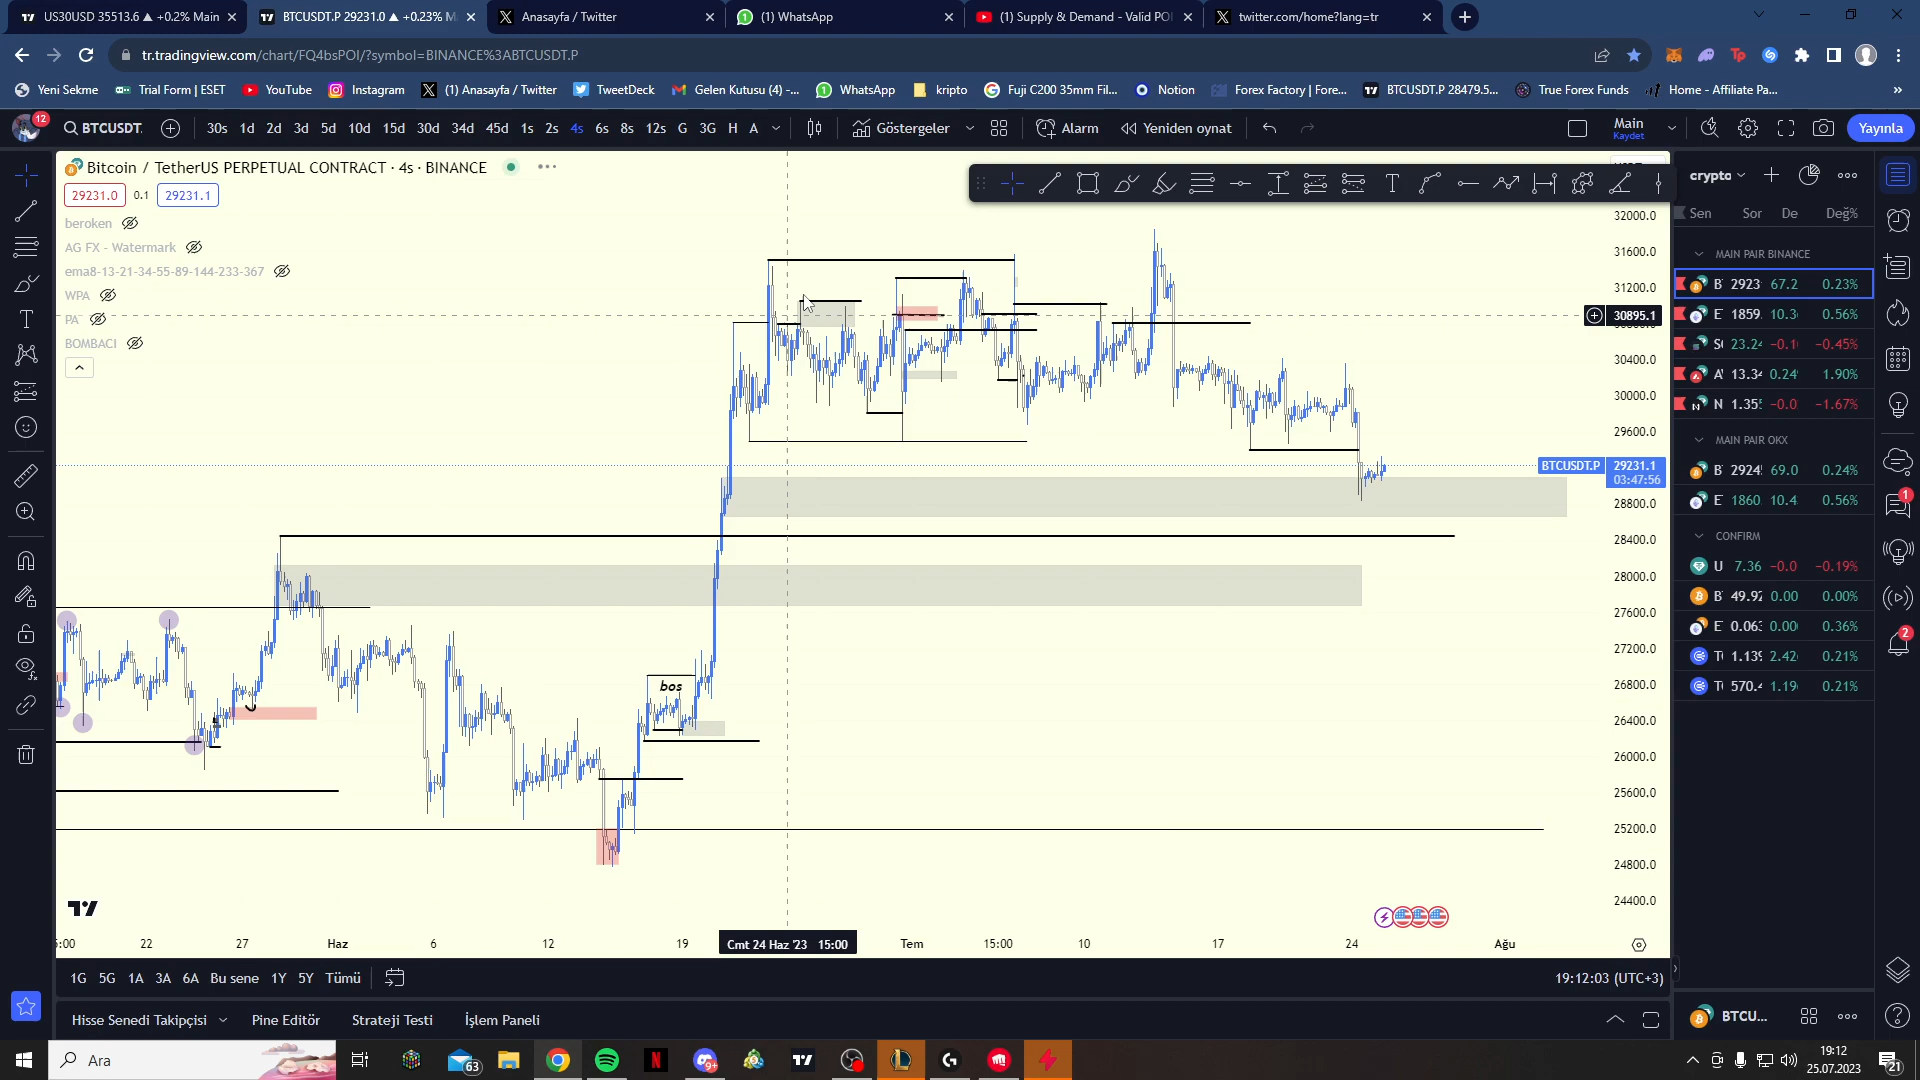 US30USD 35513.6 ▲ +0.2% Main
BTCUSDT.P 29231.0 ▲ +0.23% M
Anasayfa / Twitter
(1) WhatsApp
(1) Supply & Demand - Valid POI
twitter.com/home?lang=tr
tr.tradingview.com/chart/FQ4bsPOI/?symbol=BINANCE%3ABTCUSDT.P
Yeni Sekme
Trial Form | ESET
YouTube
Instagram
(1) Anasayfa / Twitter
TweetDeck
Gelen Kutusu (4) -...
WhatsApp
kripto
Fuji C200 35mm Fil...
Notion
Forex Factory | Fore...
BTCUSDT.P 28479.5...
True Forex Funds
Home - Affiliate Pa...
»
12
BTCUSDT.
30s 1d 2d 3d 5d 10d 15d 30d 34d 45d 1s 2s 4s 6s 8s 12s G 3G H A
Göstergeler
Alarm
Yeniden oynat
Main
Kaydet
Yayınla
Bitcoin / TetherUS PERPETUAL CONTRACT · 4s · BINANCE
29231.0 0.1 29231.1
beroken
AG FX - Watermark
ema8-13-21-34-55-89-144-233-367
WPA
PA
BOMBACI
bos
32000.0
31600.0
31200.0
30895.1
30400.0
30000.0
29600.0
BTCUSDT.P 29231.1
03:47:56
28800.0
28400.0
28000.0
27600.0
27200.0
26800.0
26400.0
26000.0
25600.0
25200.0
24800.0
24400.0
:00 22 27 Haz 6 12 19 Cmt 24 Haz '23 15:00 Tem 15:00 10 17 24 Ağu
1G 5G 1A 3A 6A Bu sene 1Y 5Y Tümü
19:12:03 (UTC+3)
Hisse Senedi Takipçisi
Pine Editör
Strateji Testi
İşlem Paneli
crypto
Sen Sor De Değ%
MAIN PAIR BINANCE
B 2923 67.2 0.23%
E 1859. 10.3 0.56%
S 23.24 −0.1 −0.45%
A 13.34 0.24 1.90%
N 1.35 −0.0 −1.67%
MAIN PAIR OKX
B 2924 69.0 0.24%
E 1860 10.4 0.56%
CONFIRM
U 7.36 −0.0 −0.19%
B 49.92 0.00 0.00%
E 0.06 0.00 0.36%
T 1.139 2.42 0.21%
T 570.4 1.19 0.21%
1
2
BTCU...
Ara
63
9+
19:12
25.07.2023
21